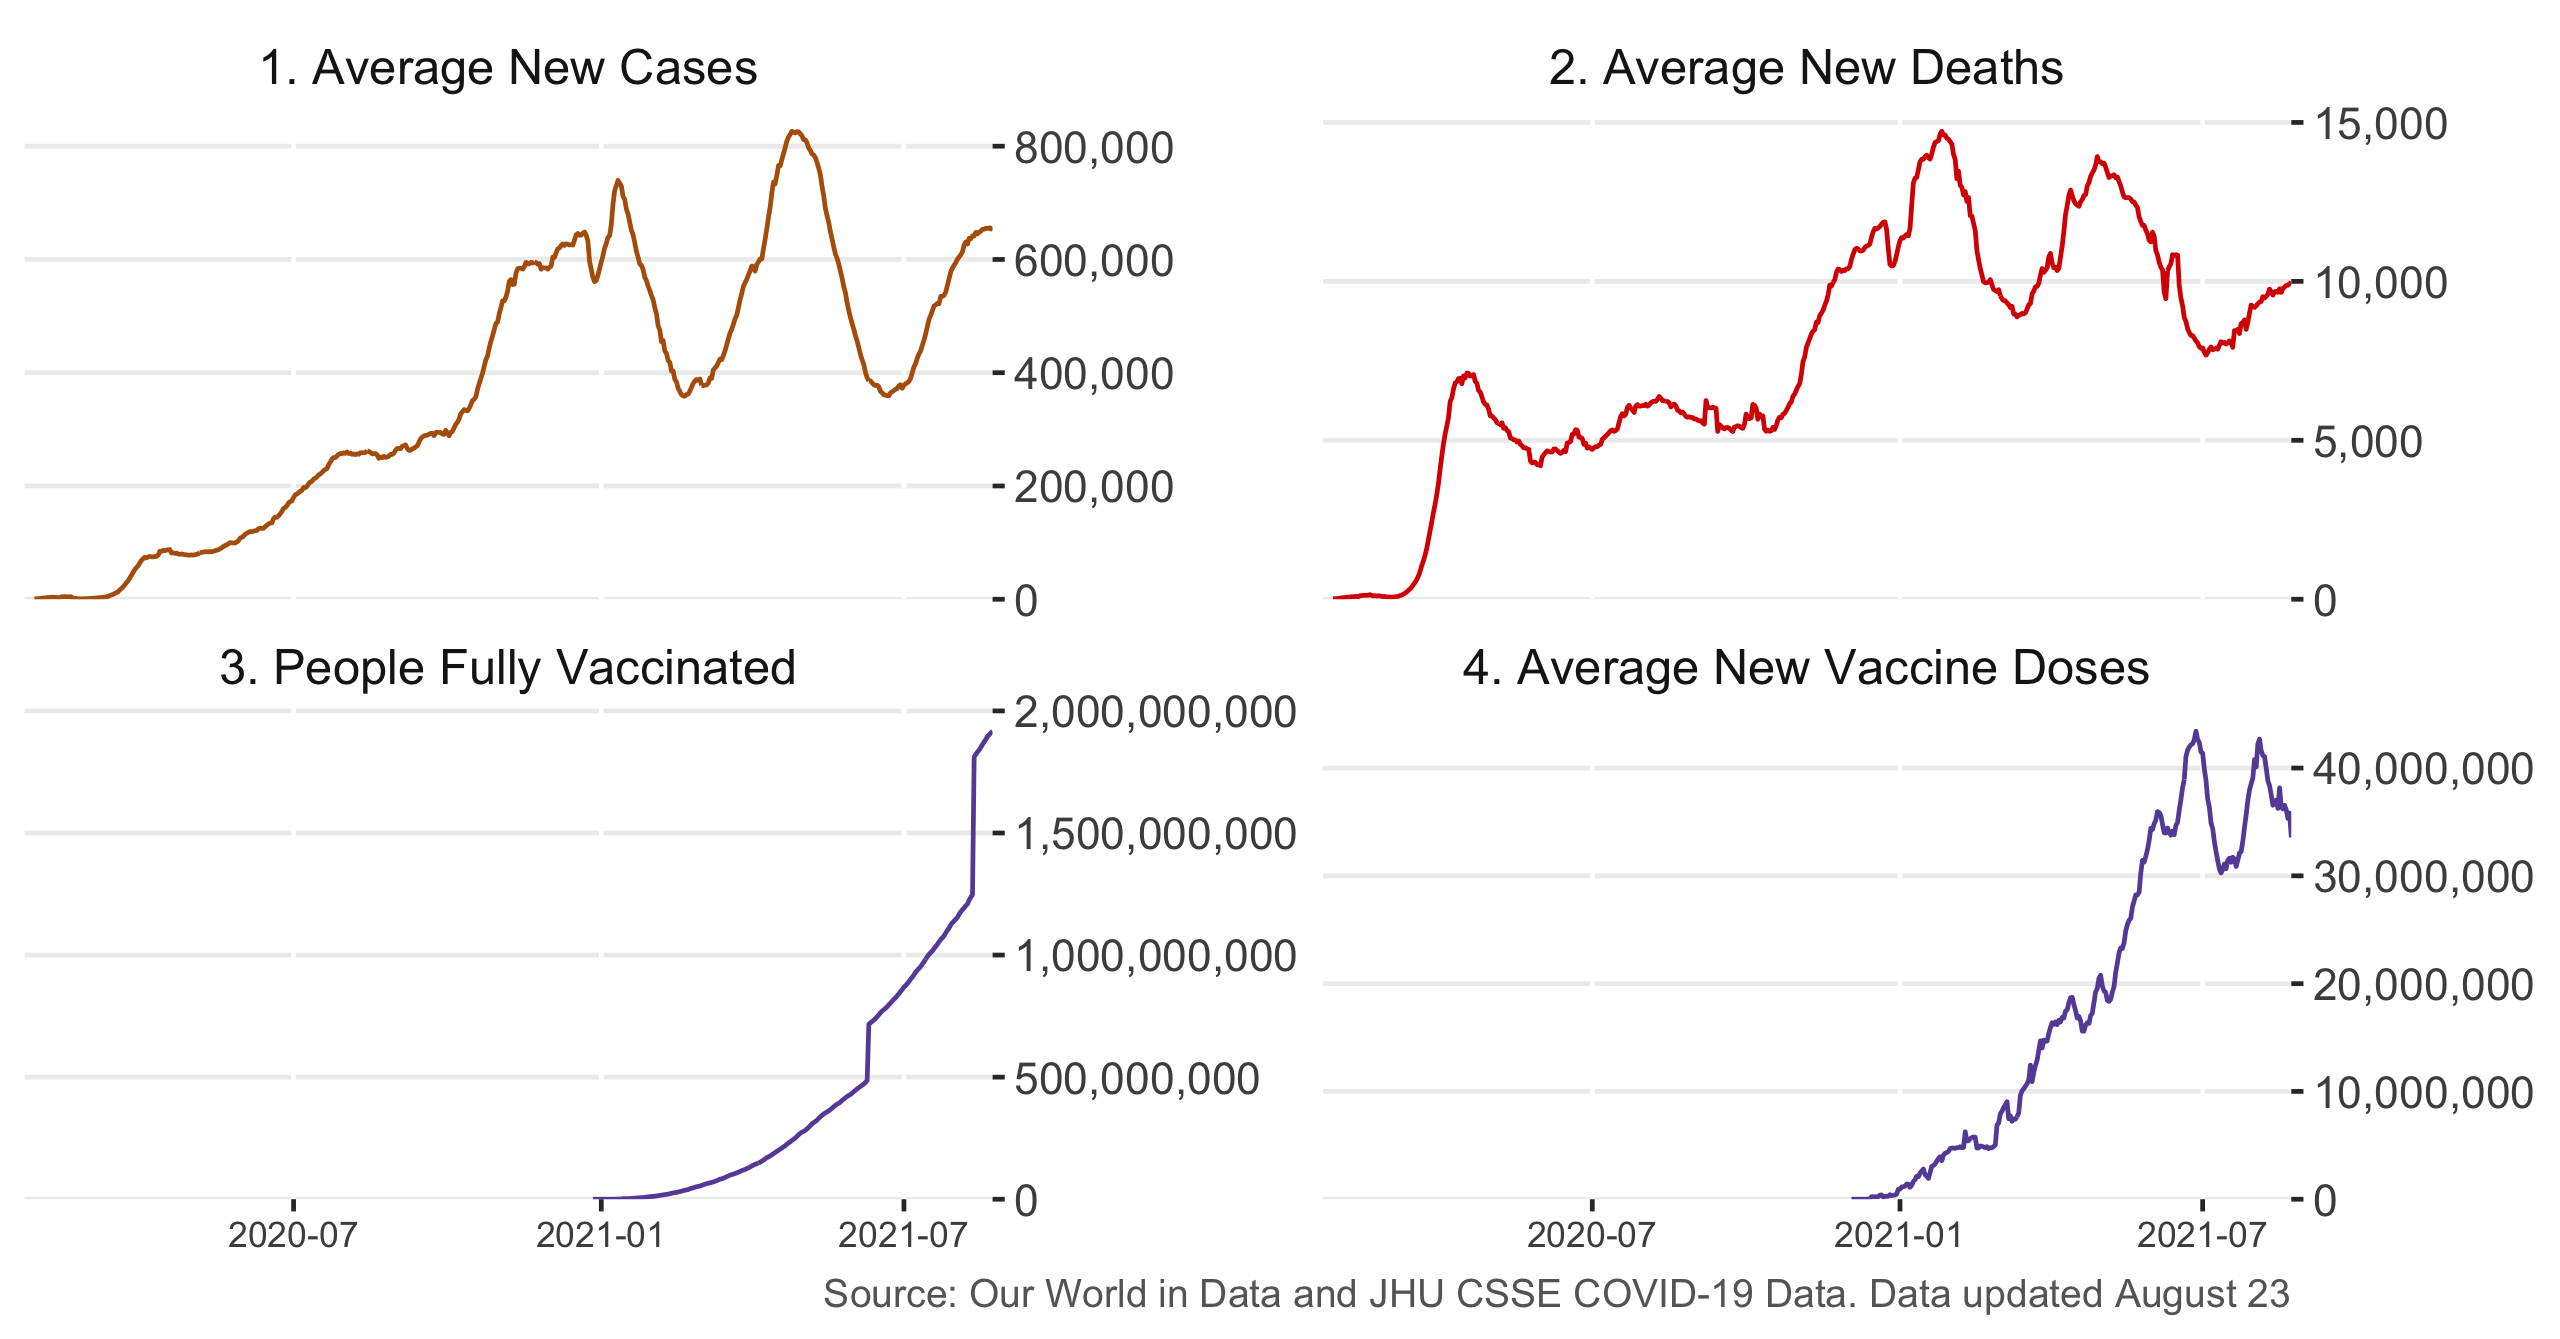 1. Average New Cases
800,000
600,000
400,000
200,000
0
2. Average New Deaths
15,000
10,000
5,000
0
3. People Fully Vaccinated
2,000,000,000
1,500,000,000
1,000,000,000
500,000,000
0
2020-07 2021-01 2021-07
4. Average New Vaccine Doses
40,000,000
30,000,000
20,000,000
10,000,000
0
2020-07 2021-01 2021-07
Source: Our World in Data and JHU CSSE COVID-19 Data. Data updated August 23